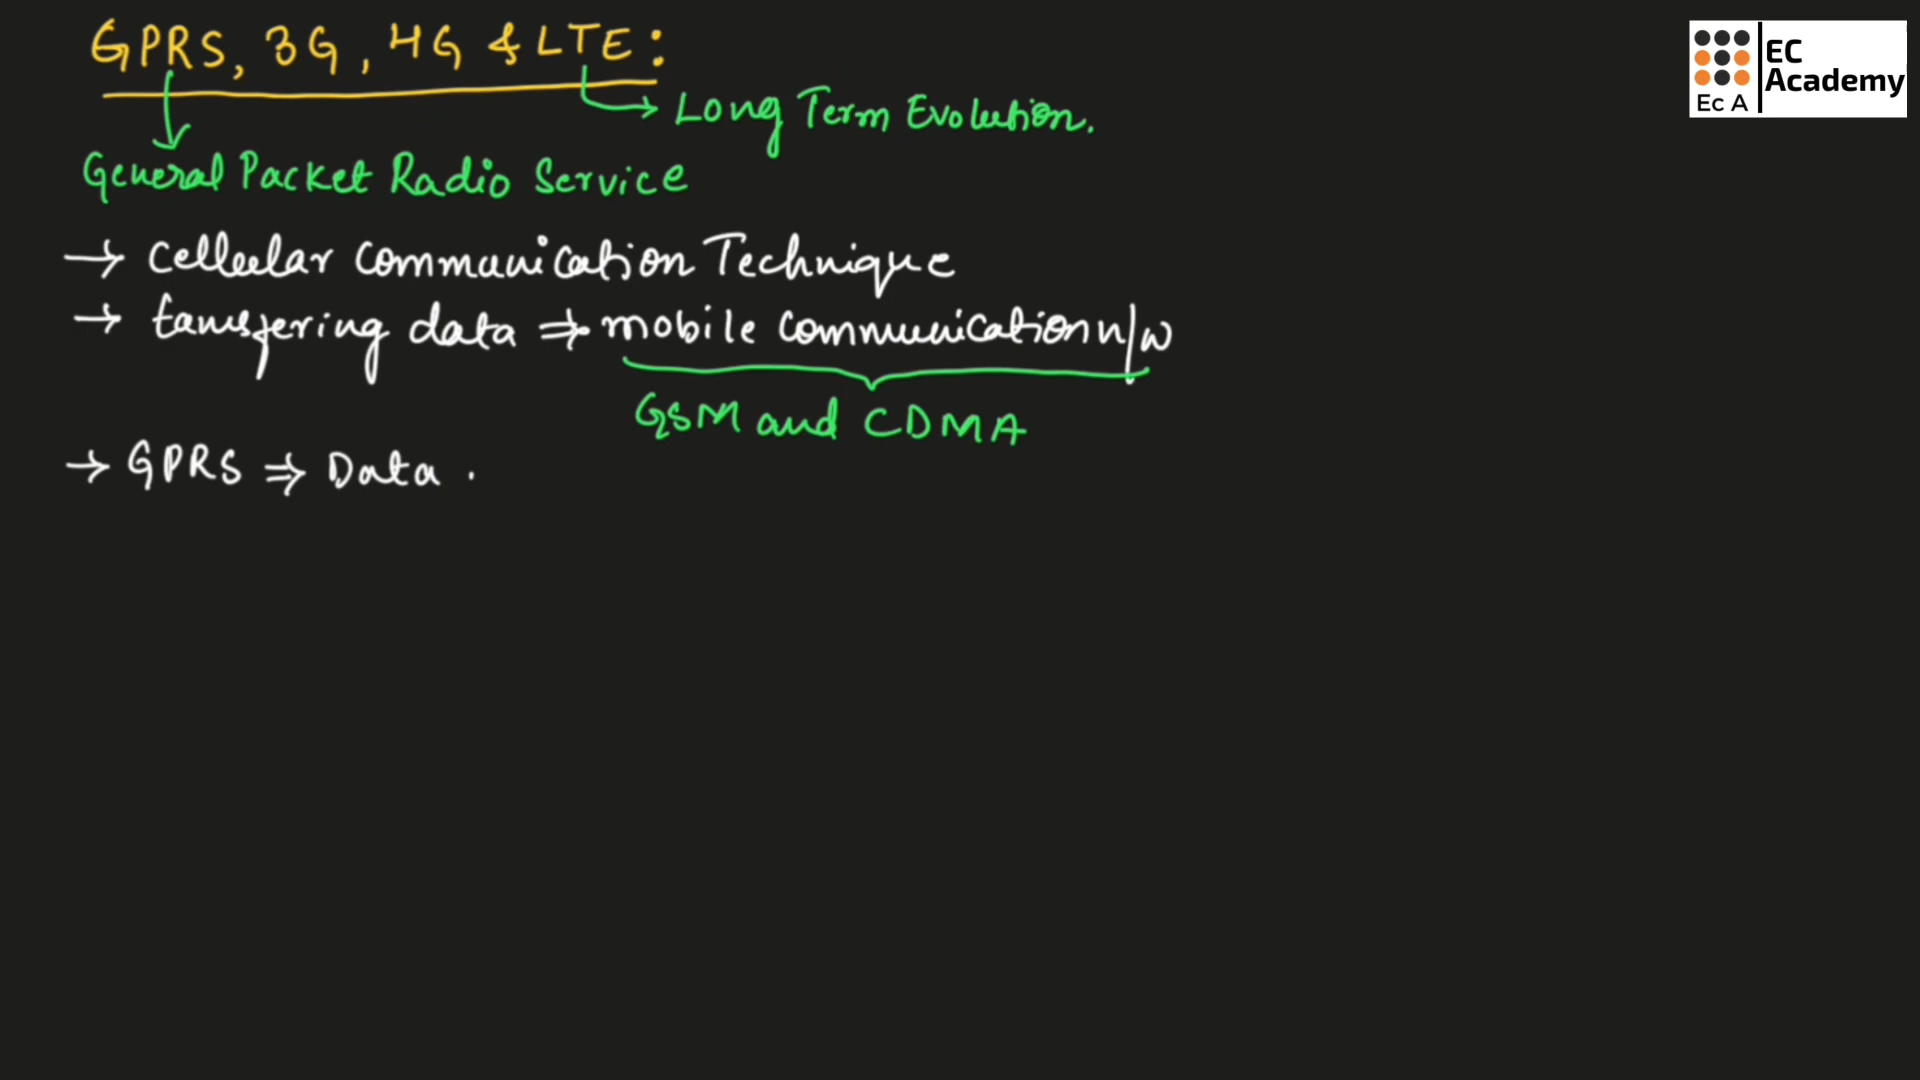 GPRS, 3G, 4G & LTE:
→ Long Term Evolution.
General Packet Radio Service
→ Cellular Communication Technique
→ tansfering data ⇒ mobile Communication n/w
GSM and CDMA
→ GPRS ⇒ Data .
EC
Academy
Ec A